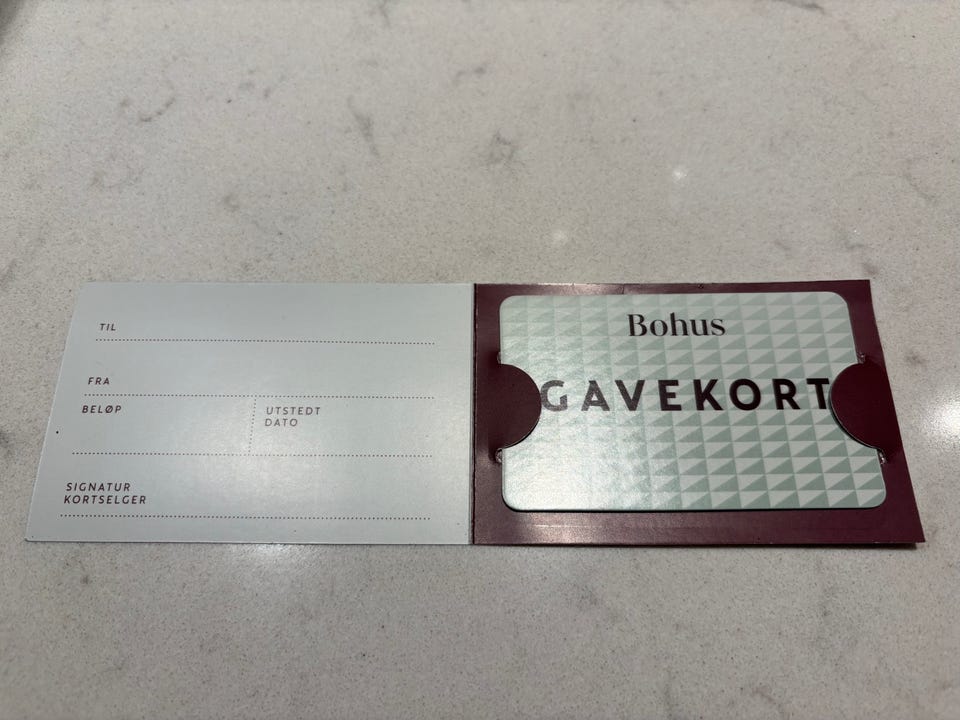 TIL
FRA
BELØP
UTSTEDT
DATO
SIGNATUR
KORTSELGER
Bohus
GAVEKORT